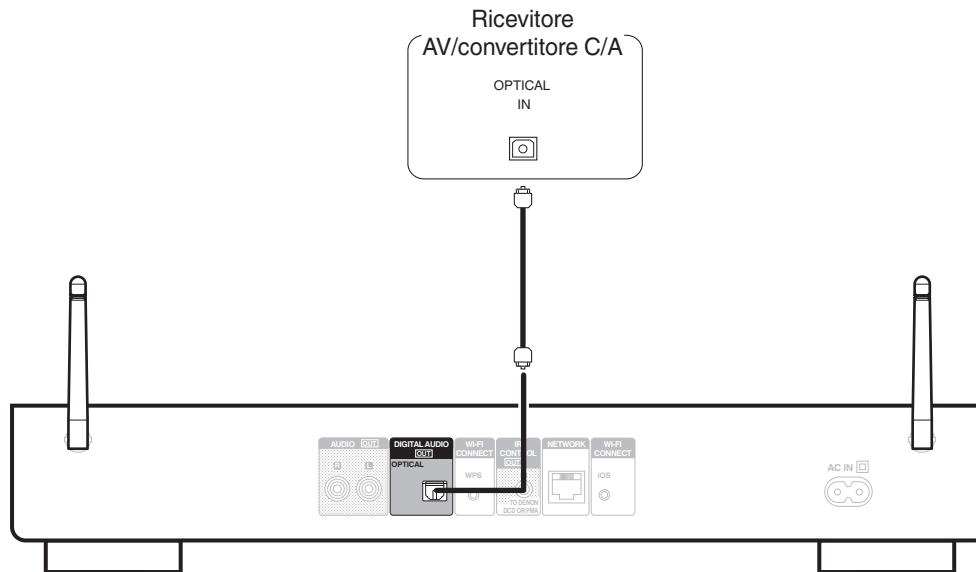 Ricevitore
AV/convertitore C/A
OPTICAL
IN
AUDIO OUT
R L
DIGITAL AUDIO
OUT
OPTICAL
WI-FI
CONNECT
WPS
IR
CONTROL
OUT
TO DENON
DCD OR PMA
NETWORK
WI-FI
CONNECT
iOS
AC IN